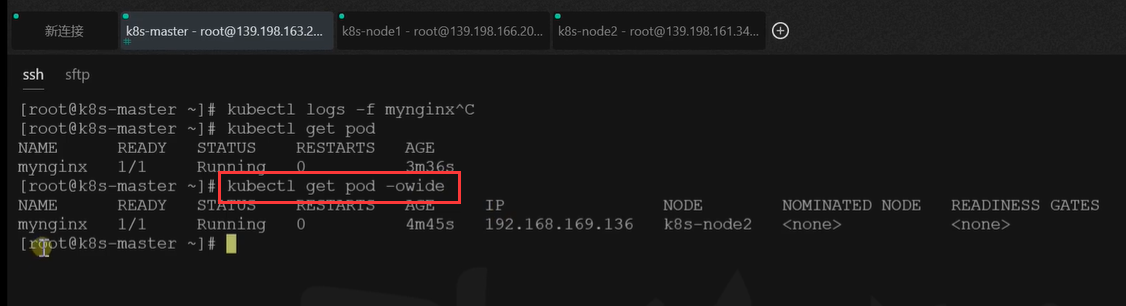 新连接 k8s-master - root@139.198.163.2... k8s-node1 - root@139.198.166.20... k8s-node2 - root@139.198.161.34...
ssh sftp
[root@k8s-master ~]# kubectl logs -f mynginx^C
[root@k8s-master ~]# kubectl get pod
NAME READY STATUS RESTARTS AGE
mynginx 1/1 Running 0 3m36s
[root@k8s-master ~]# kubectl get pod -owide
NAME READY STATUS RESTARTS AGE IP NODE NOMINATED NODE READINESS GATES
mynginx 1/1 Running 0 4m45s 192.168.169.136 k8s-node2 <none> <none>
[root@k8s-master ~]#